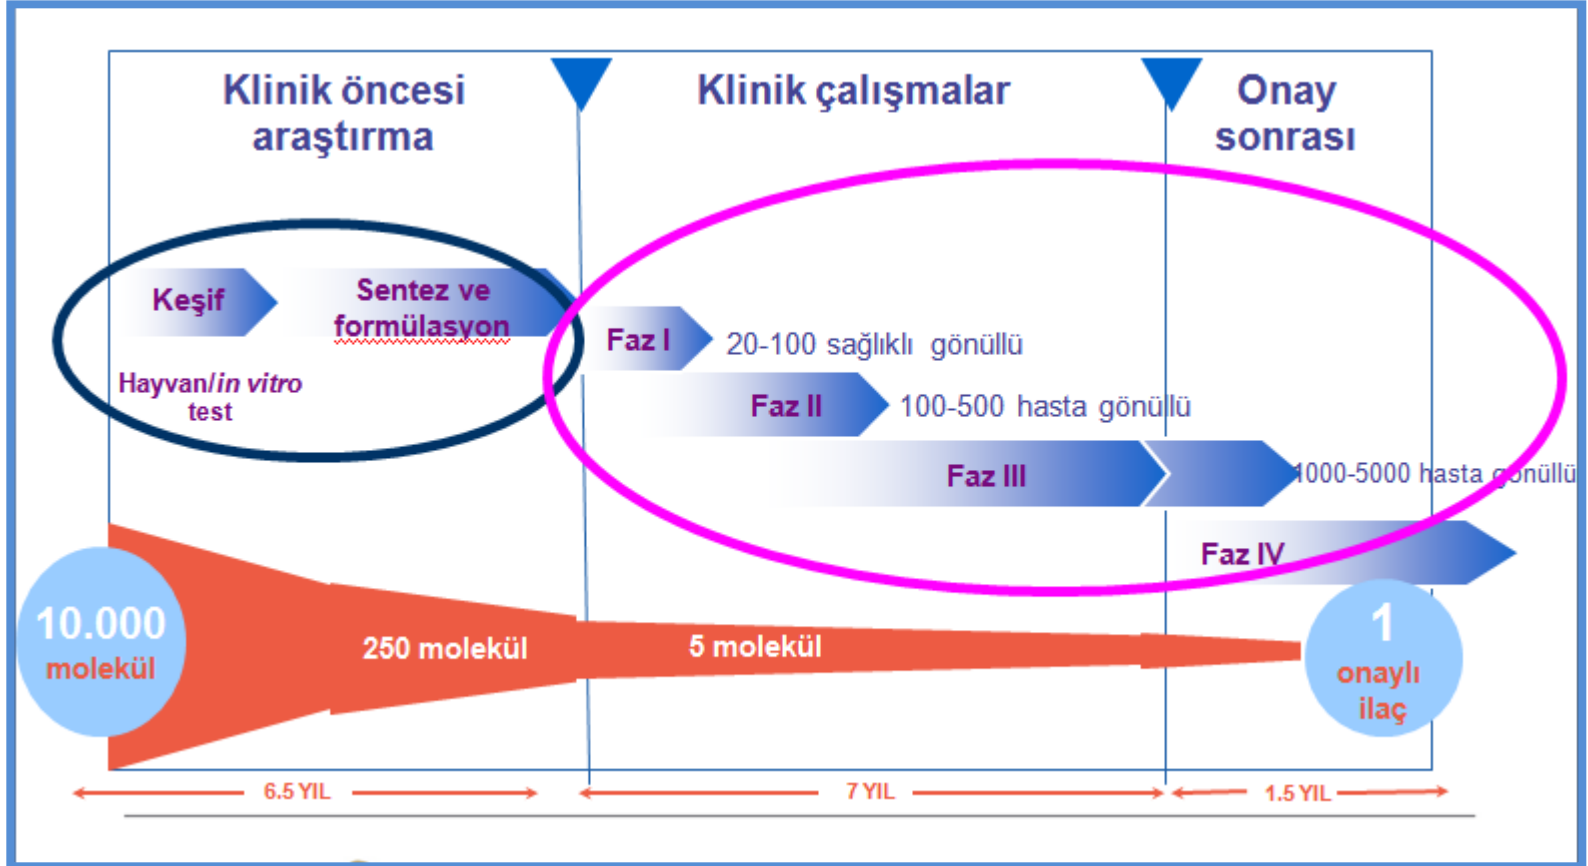 Klinik öncesi
araştırma
Klinik çalışmalar
Onay
sonrası
Keşif
Sentez ve
formülasyon
Hayvan/in vitro
test
Faz I
20-100 sağlıklı gönüllü
Faz II
100-500 hasta gönüllü
Faz III
1000-5000 hasta gönüllü
Faz IV
10.000
molekül
250 molekül
5 molekül
1
onaylı
ilaç
6.5 YIL
7 YIL
1.5 YIL